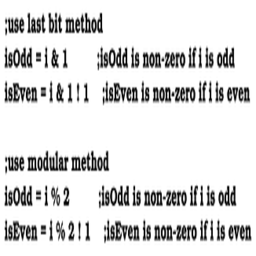 ;use last bit method
isOdd = i & 1 ;isOdd is non-zero if i is odd
isEven = i & 1 ! 1 ;isEven is non-zero if i is even
;use modular method
isOdd = i % 2 ;isOdd is non-zero if i is odd
isEven = i % 2 ! 1 ;isEven is non-zero if i is even